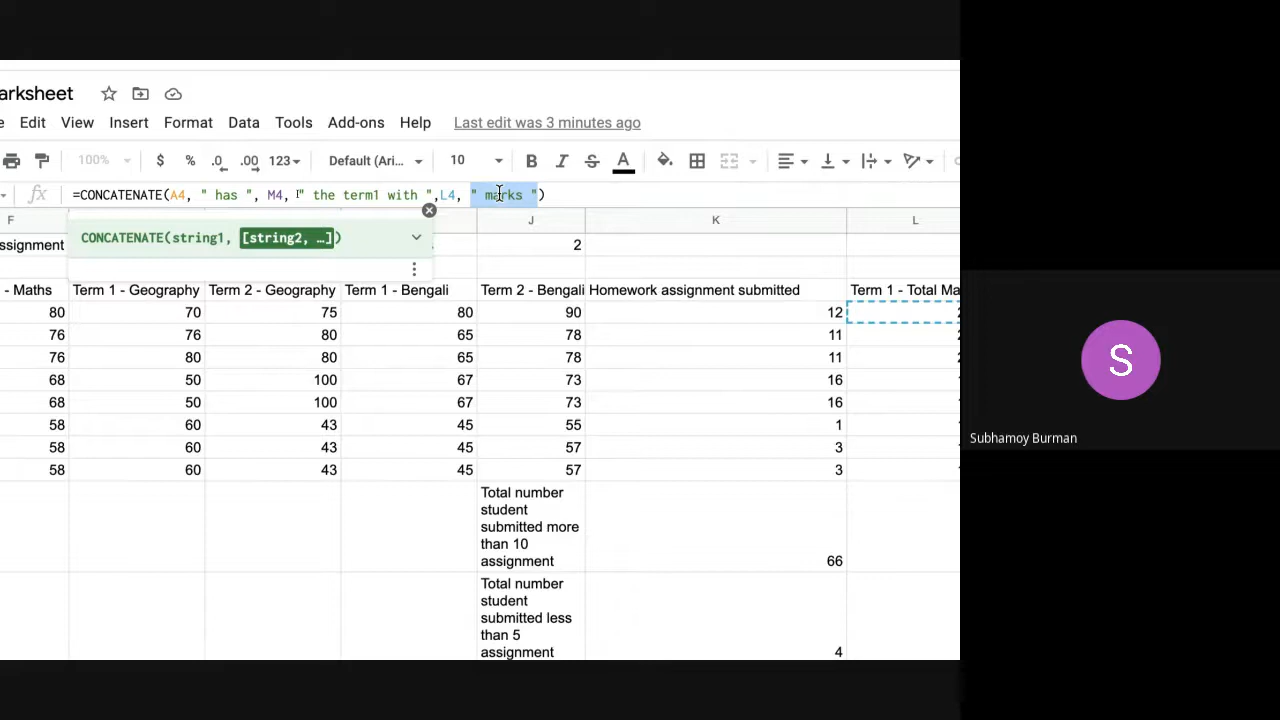 arksheet
e Edit View Insert Format Data Tools Add-ons Help Last edit was 3 minutes ago
100% $ % .0 .00 123 Default (Ari... 10 B I S A
fx =CONCATENATE(A4, " has ", M4, " the term1 with ",L4, " marks ")
F J K L
CONCATENATE(string1, [string2, …])
ssignment 2
- Maths Term 1 - Geography Term 2 - Geography Term 1 - Bengali Term 2 - Bengali Homework assignment submitted Term 1 - Total Ma
80 70 75 80 90 12
76 76 80 65 78 11
76 80 80 65 78 11
68 50 100 67 73 16
68 50 100 67 73 16
58 60 43 45 55 1
58 60 43 45 57 3
58 60 43 45 57 3
Total number
student
submitted more
than 10
assignment 66
Total number
student
submitted less
than 5
assignment 4
S
Subhamoy Burman